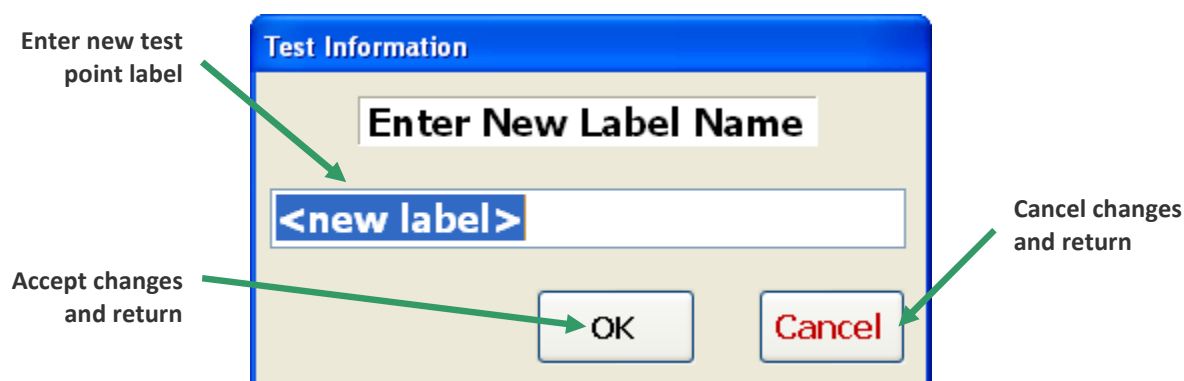 Enter new test
point label
Test Information
Enter New Label Name
<new label>
Cancel changes
and return
Accept changes
and return
OK
Cancel